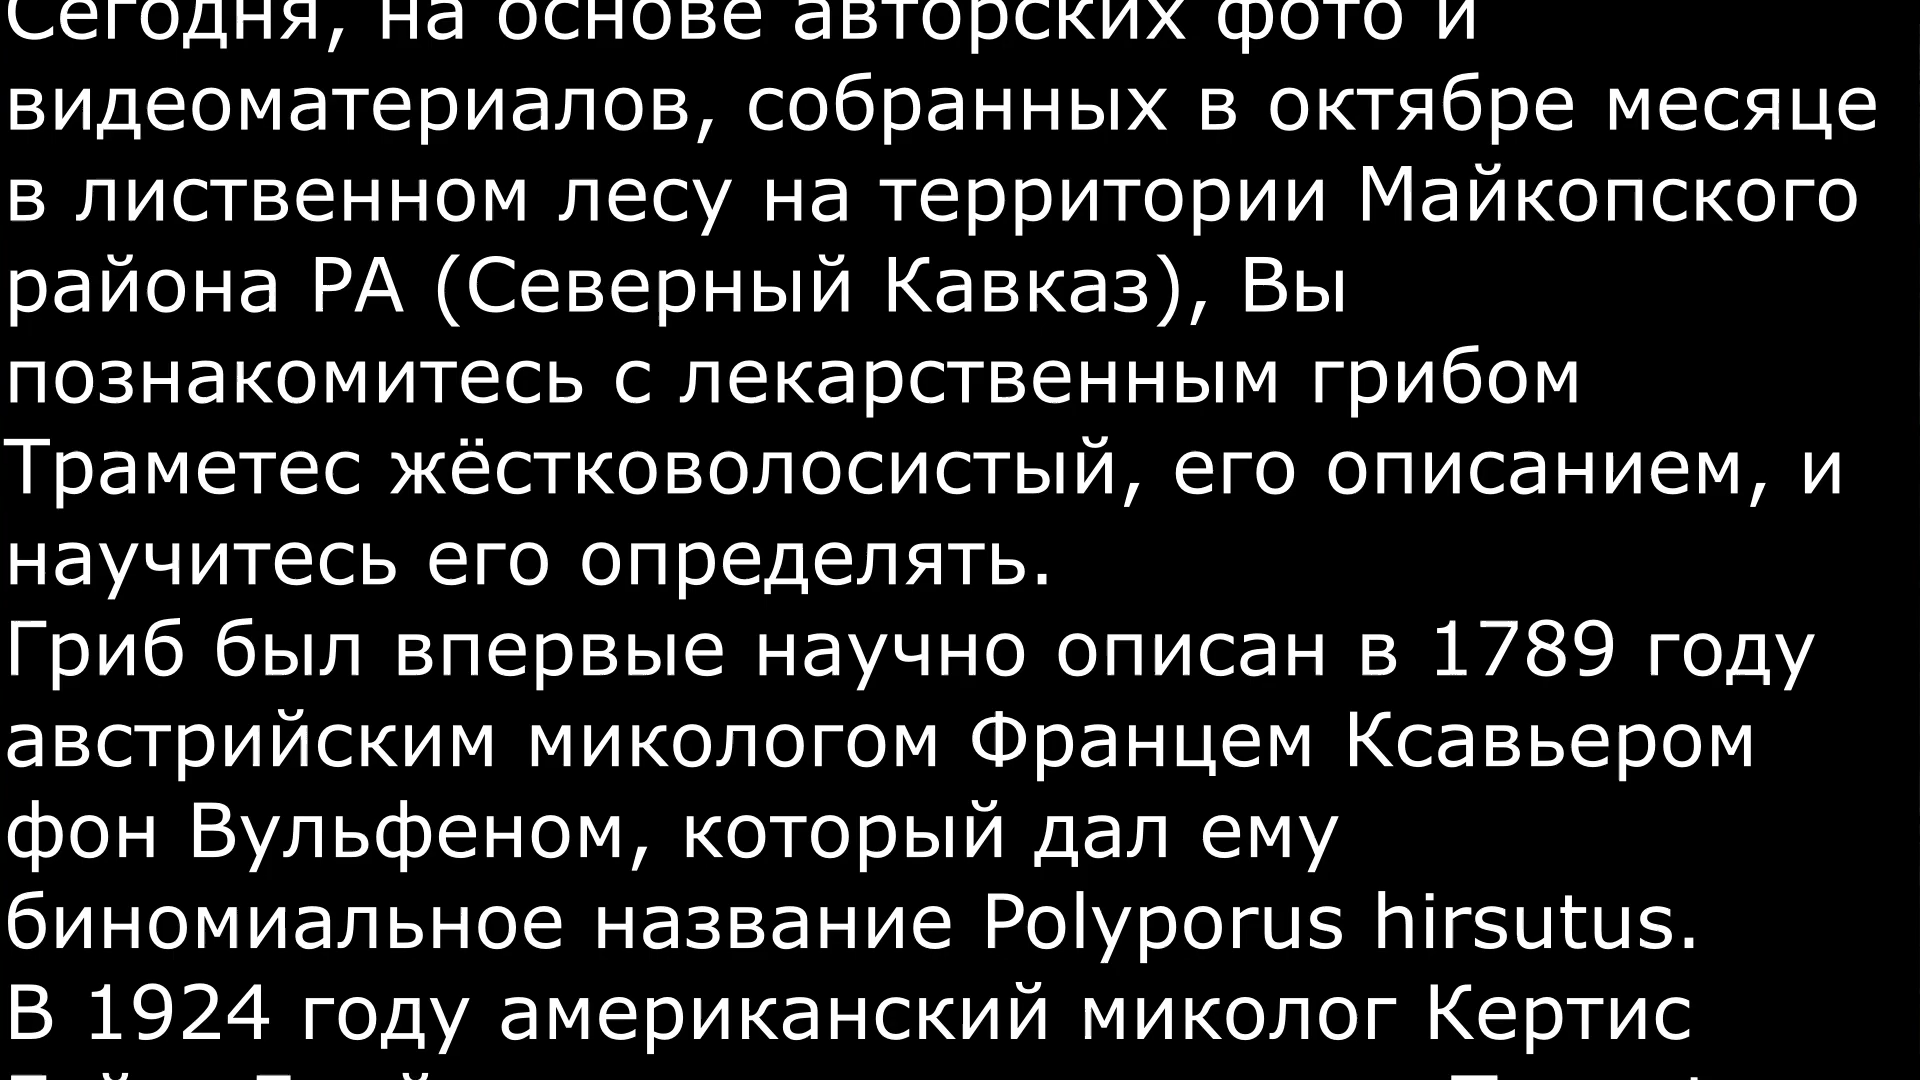 Сегодня, на основе авторских фото и
видеоматериалов, собранных в октябре месяце
в лиственном лесу на территории Майкопского
района РА (Северный Кавказ), Вы
познакомитесь с лекарственным грибом
Траметес жёстковолосистый, его описанием, и
научитесь его определять.
Гриб был впервые научно описан в 1789 году
австрийским микологом Францем Ксавьером
фон Вульфеном, который дал ему
биномиальное название Polyporus hirsutus.
В 1924 году американский миколог Кертис